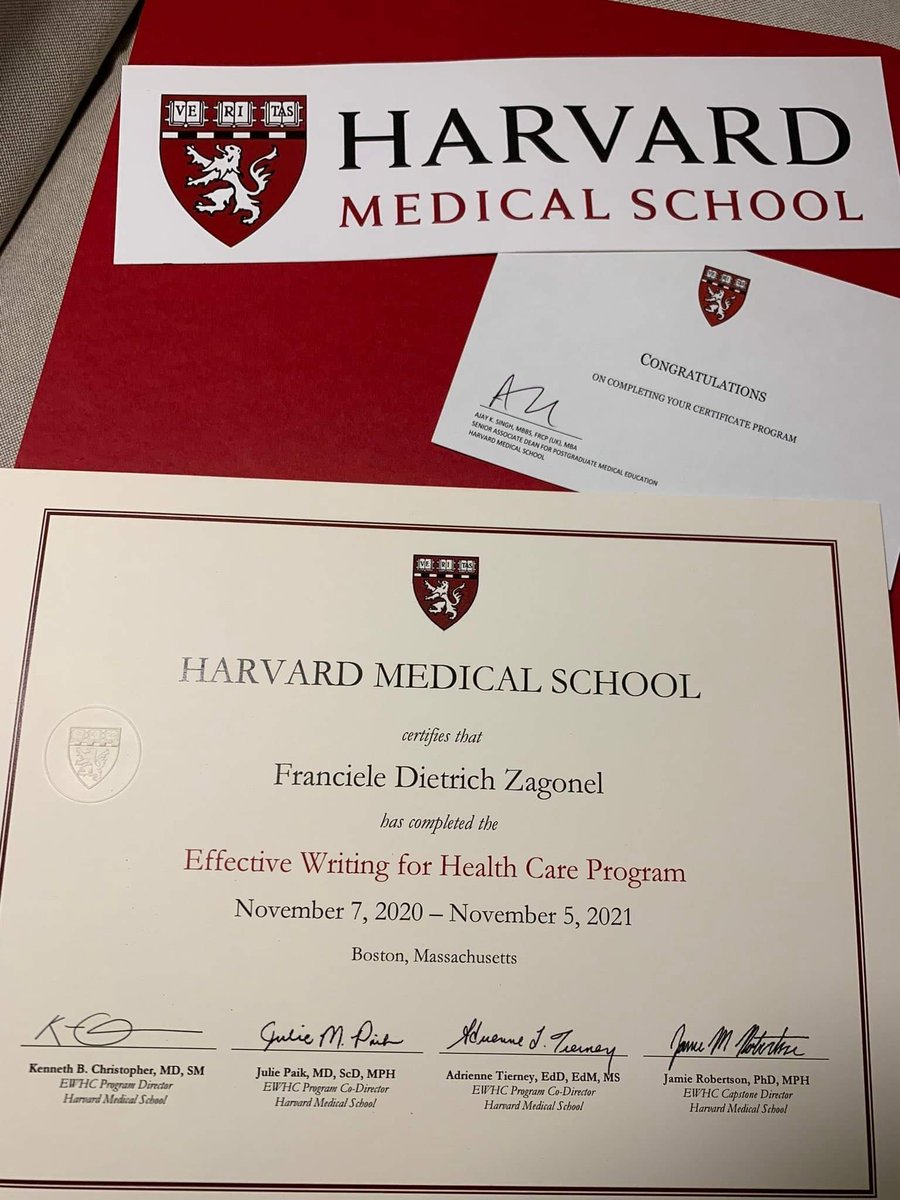 VE RI TAS
HARVARD
MEDICAL SCHOOL
CONGRATULATIONS
ON COMPLETING YOUR CERTIFICATE PROGRAM
AJAY K. SINGH, MBBS, FRCP (UK), MBA
SENIOR ASSOCIATE DEAN FOR POSTGRADUATE MEDICAL EDUCATION
HARVARD MEDICAL SCHOOL
VE RI TAS
HARVARD MEDICAL SCHOOL
certifies that
Franciele Dietrich Zagonel
has completed the
Effective Writing for Health Care Program
November 7, 2020 – November 5, 2021
Boston, Massachusetts
Julie M. Paik
Adrienne T. Tierney
Jamie M Robertson
Kenneth B. Christopher, MD, SM
EWHC Program Director
Harvard Medical School
Julie Paik, MD, ScD, MPH
EWHC Program Co-Director
Harvard Medical School
Adrienne Tierney, EdD, EdM, MS
EWHC Program Co-Director
Harvard Medical School
Jamie Robertson, PhD, MPH
EWHC Capstone Director
Harvard Medical School